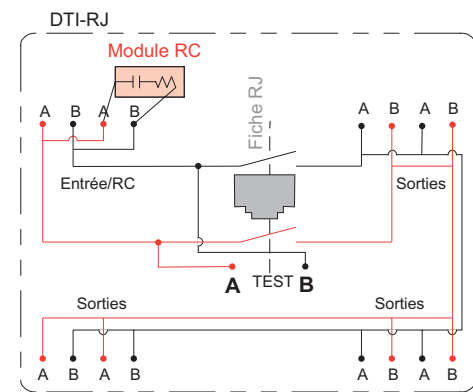 DTI-RJ
Module RC
Fiche RJ
A B A B
A B A B
Entrée/RC
Sorties
A TEST B
Sorties
Sorties
A B A B
A B A B